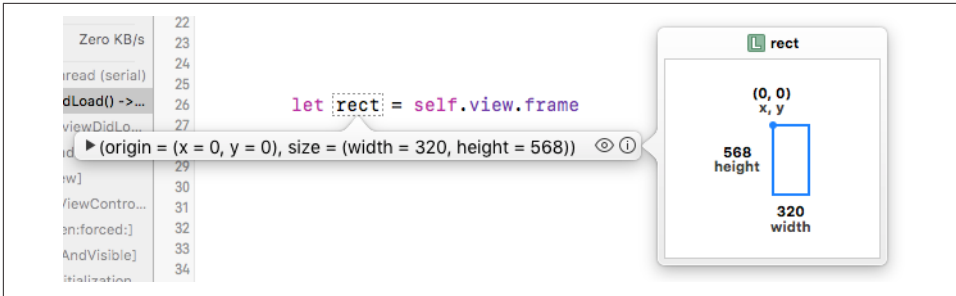 22
Zero KB/s
23
24
(serial)
25
dLoad() ->...
26
let rect = self.view.frame
viewDidLo...
27
(origin = (x = 0, y = 0), size = (width = 320, height = 568))
29
ew]
30
ViewContro...
31
en:forced:]
32
AndVisible]
33
34
L rect
(0, 0)
x, y
568
height
320
width